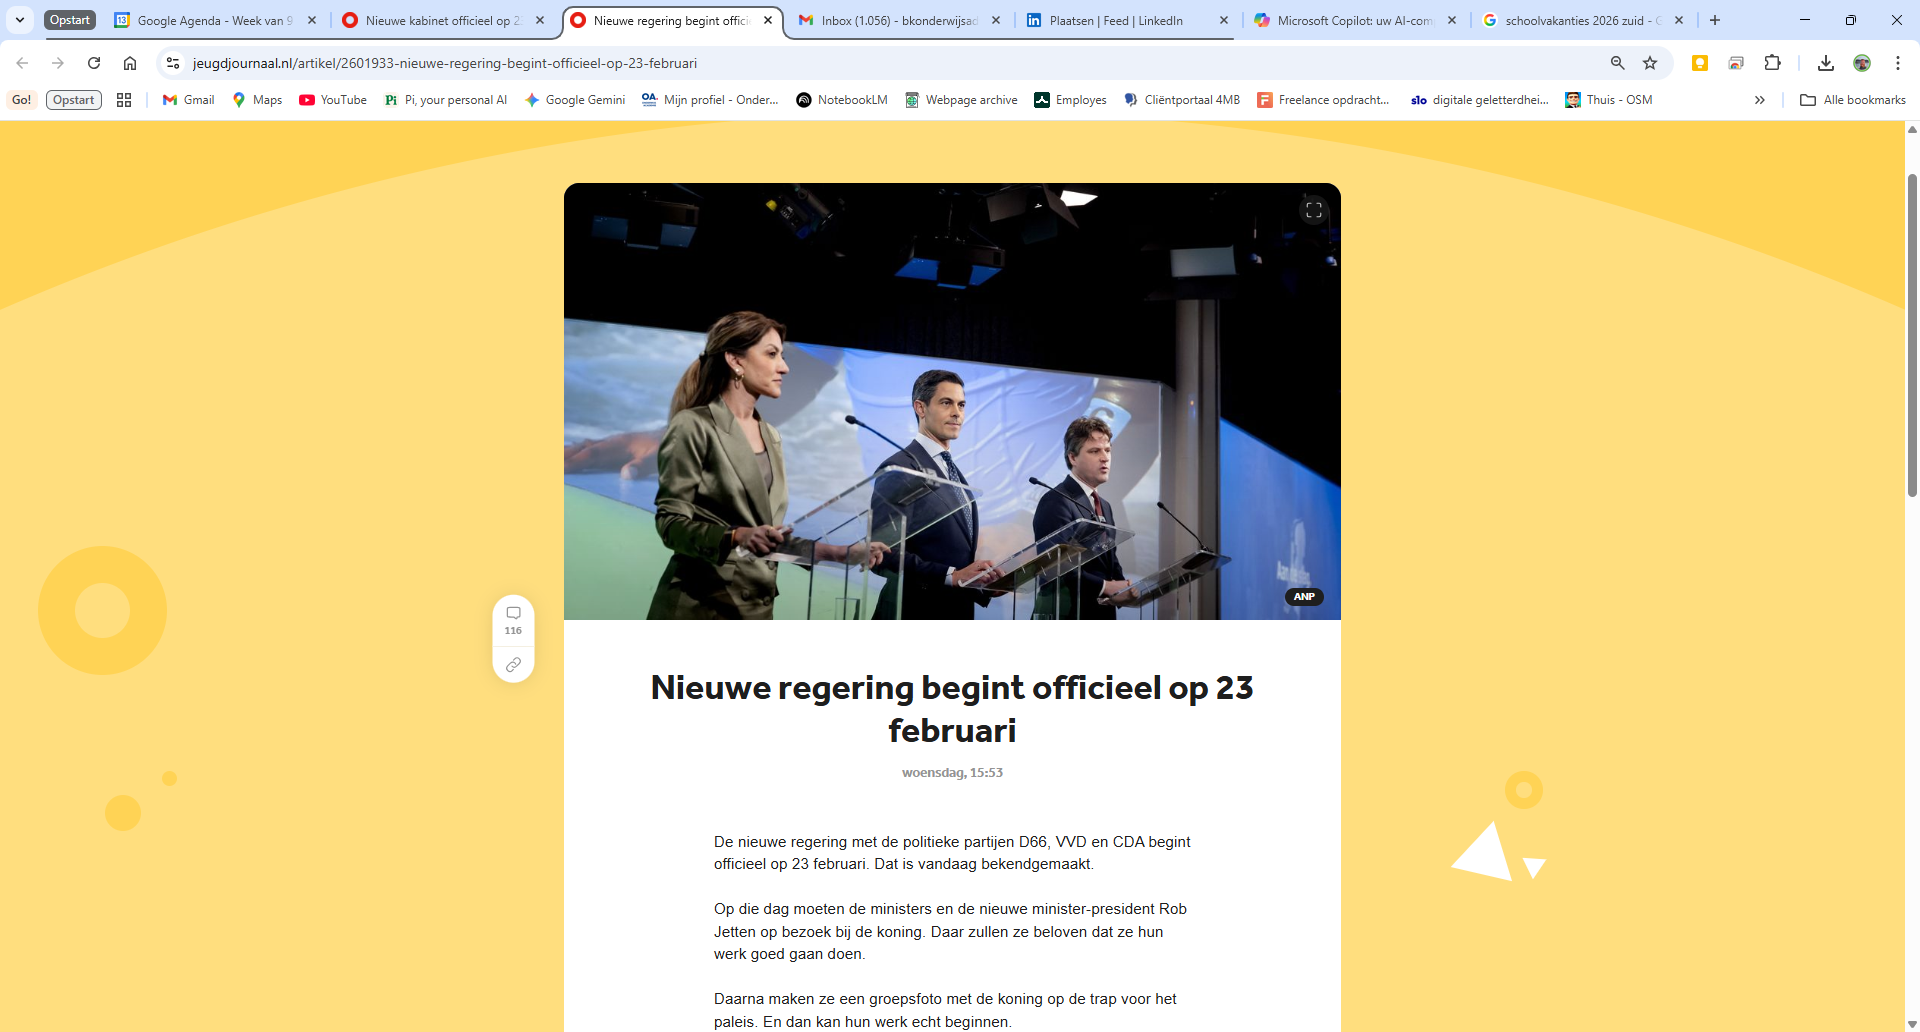 Opstart
Google Agenda - Week van 9
Nieuwe kabinet officieel op 2
Nieuwe regering begint officie
Inbox (1.056) - bkonderwijsad
Plaatsen | Feed | LinkedIn
Microsoft Copilot: uw AI-com
schoolvakanties 2026 zuid - G
jeugdjournaal.nl/artikel/2601933-nieuwe-regering-begint-officieel-op-23-februari
Go!
Opstart
Gmail
Maps
YouTube
Pi, your personal AI
Google Gemini
Mijn profiel - Onder...
NotebookLM
Webpage archive
Employes
Cliëntportaal 4MB
Freelance opdracht...
slo digitale geletterdhei...
Thuis - OSM
Alle bookmarks
ANP
116
Nieuwe regering begint officieel op 23
februari
woensdag, 15:53
De nieuwe regering met de politieke partijen D66, VVD en CDA begint
officieel op 23 februari. Dat is vandaag bekendgemaakt.
Op die dag moeten de ministers en de nieuwe minister-president Rob
Jetten op bezoek bij de koning. Daar zullen ze beloven dat ze hun
werk goed gaan doen.
Daarna maken ze een groepsfoto met de koning op de trap voor het
paleis. En dan kan hun werk echt beginnen.